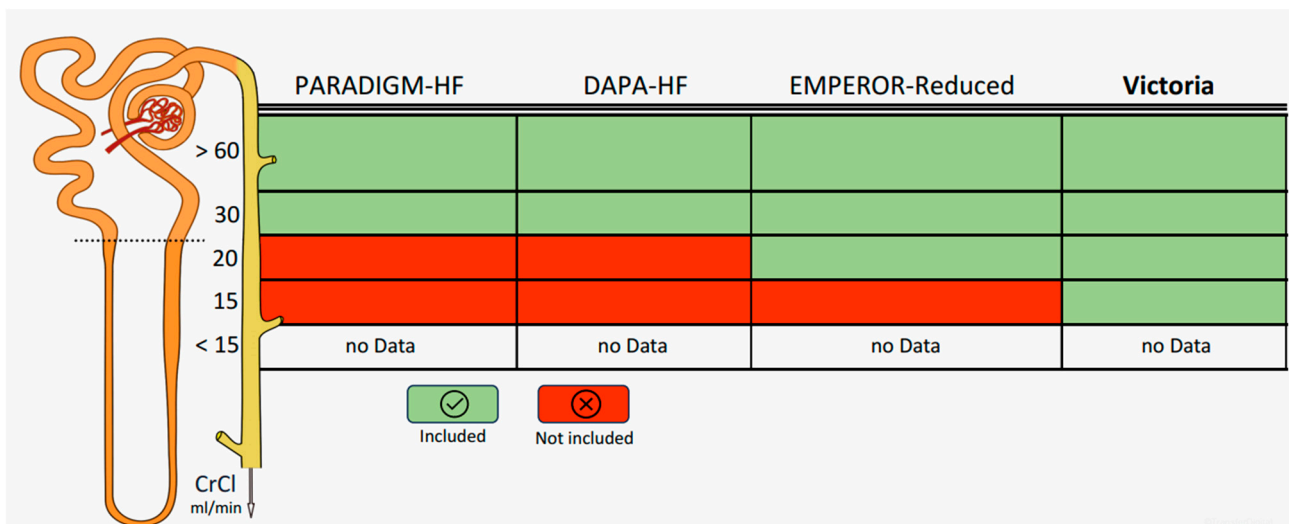 PARADIGM-HF DAPA-HF EMPEROR-Reduced Victoria
> 60
30
20
15
< 15 no Data no Data no Data no Data
Included Not included
CrCl
ml/min